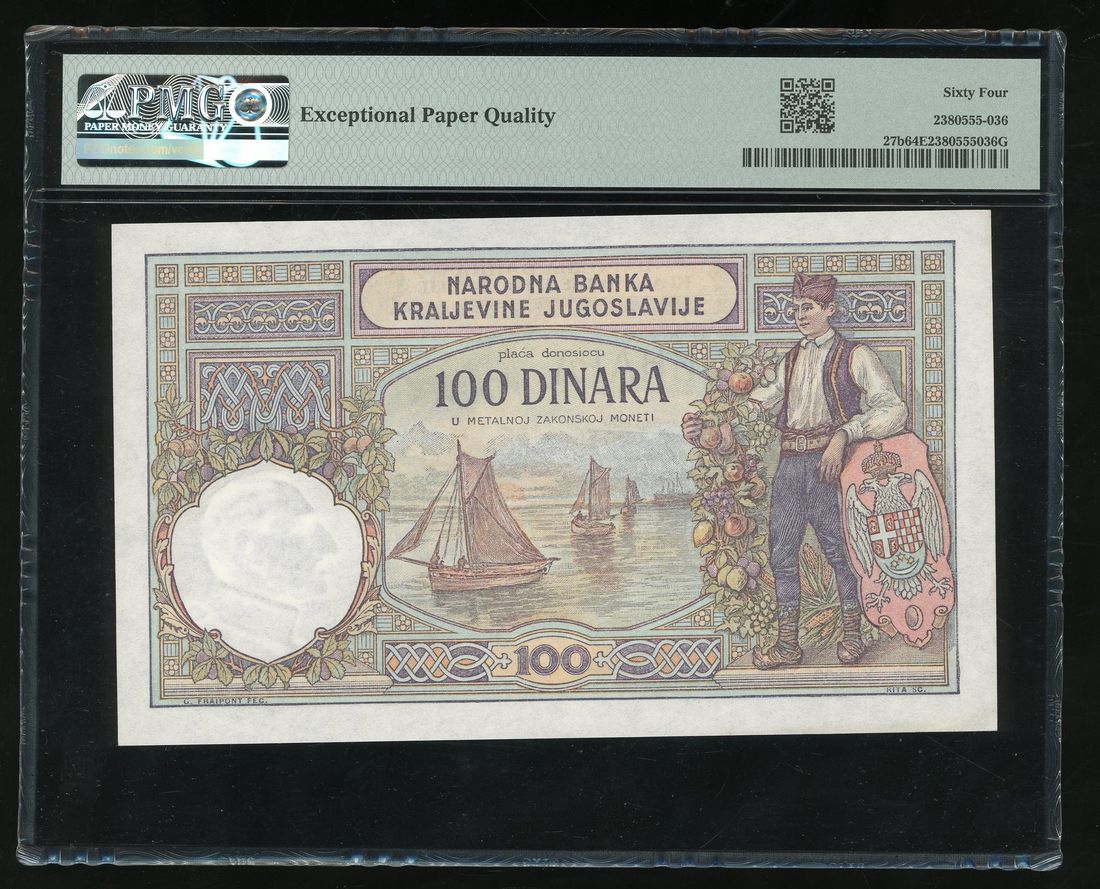 PMG
PAPER MONEY GUARANTY
Exceptional Paper Quality
Sixty Four
2380555-036
27b64E2380555036G
NARODNA BANKA
KRALJEVINE JUGOSLAVIJE
plaća donosiocu
100 DINARA
U METALNOJ ZAKONSKOJ MONETI
100
G. FRAIPONT FEC.
RITA SC.